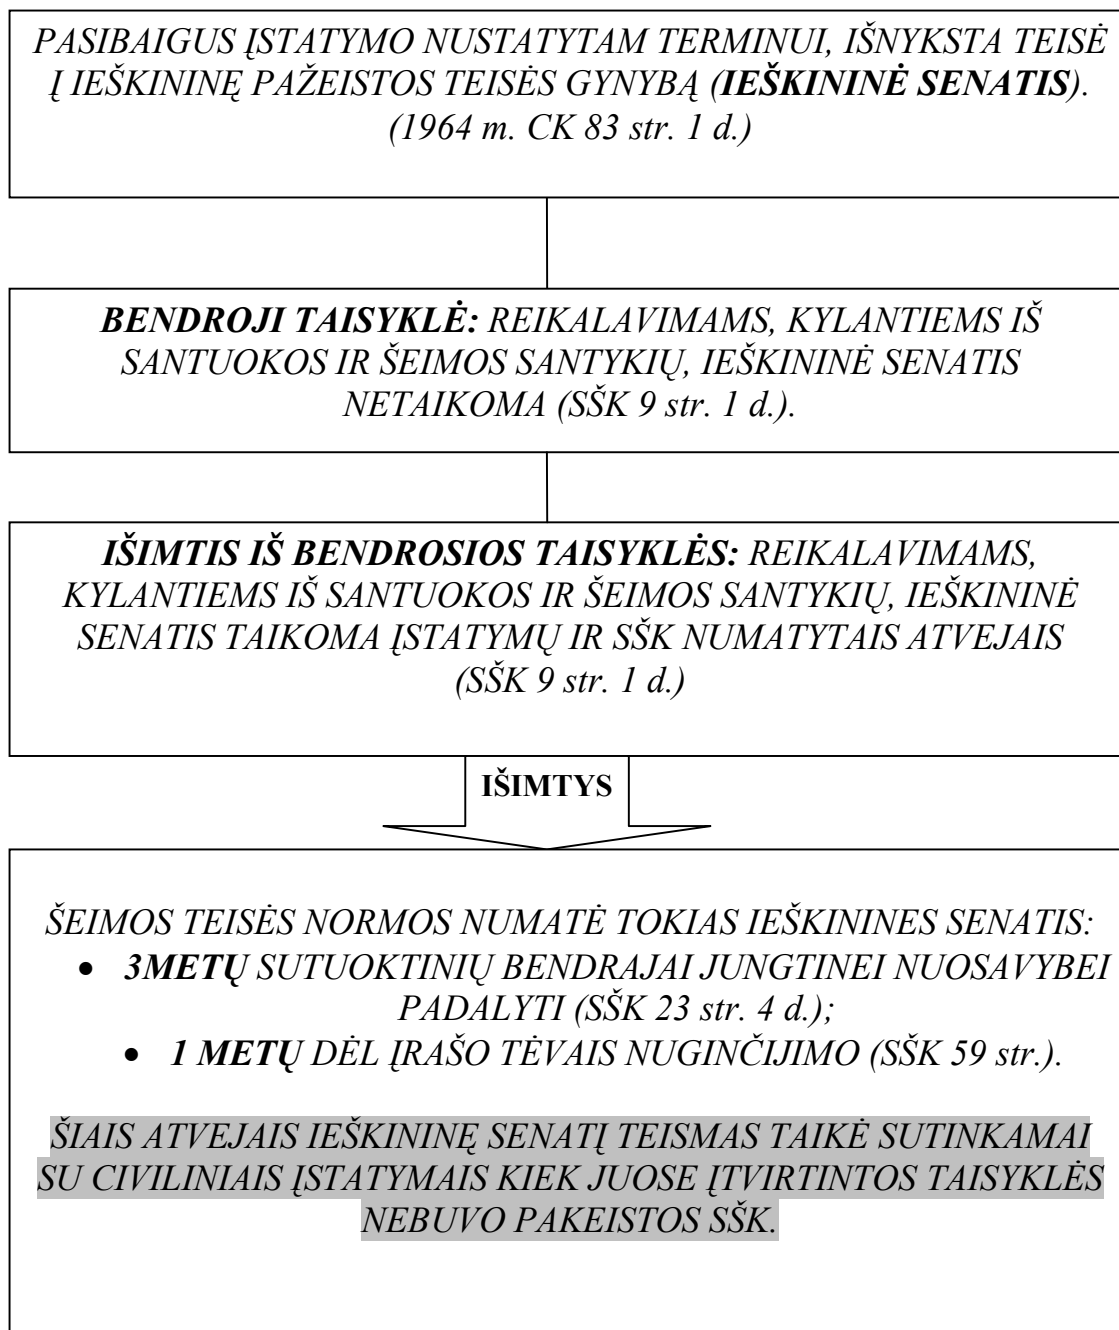 PASIBAIGUS ĮSTATYMO NUSTATYTAM TERMINUI, IŠNYKSTA TEISĖ
Į IEŠKININĘ PAŽEISTOS TEISĖS GYNYBĄ (IEŠKININĖ SENATIS).
(1964 m. CK 83 str. 1 d.)
BENDROJI TAISYKLĖ: REIKALAVIMAMS, KYLANTIEMS IŠ
SANTUOKOS IR ŠEIMOS SANTYKIŲ, IEŠKININĖ SENATIS
NETAIKOMA (SŠK 9 str. 1 d.).
IŠIMTIS IŠ BENDROSIOS TAISYKLĖS: REIKALAVIMAMS,
KYLANTIEMS IŠ SANTUOKOS IR ŠEIMOS SANTYKIŲ, IEŠKININĖ
SENATIS TAIKOMA ĮSTATYMŲ IR SŠK NUMATYTAIS ATVEJAIS
(SŠK 9 str. 1 d.)
IŠIMTYS
ŠEIMOS TEISĖS NORMOS NUMATĖ TOKIAS IEŠKININES SENATIS:
• 3METŲ SUTUOKTINIŲ BENDRAJAI JUNGTINEI NUOSAVYBEI
PADALYTI (SŠK 23 str. 4 d.);
• 1 METŲ DĖL ĮRAŠO TĖVAIS NUGINČIJIMO (SŠK 59 str.).
ŠIAIS ATVEJAIS IEŠKININĘ SENATĮ TEISMAS TAIKĖ SUTINKAMAI
SU CIVILINIAIS ĮSTATYMAIS KIEK JUOSE ĮTVIRTINTOS TAISYKLĖS
NEBUVO PAKEISTOS SŠK.